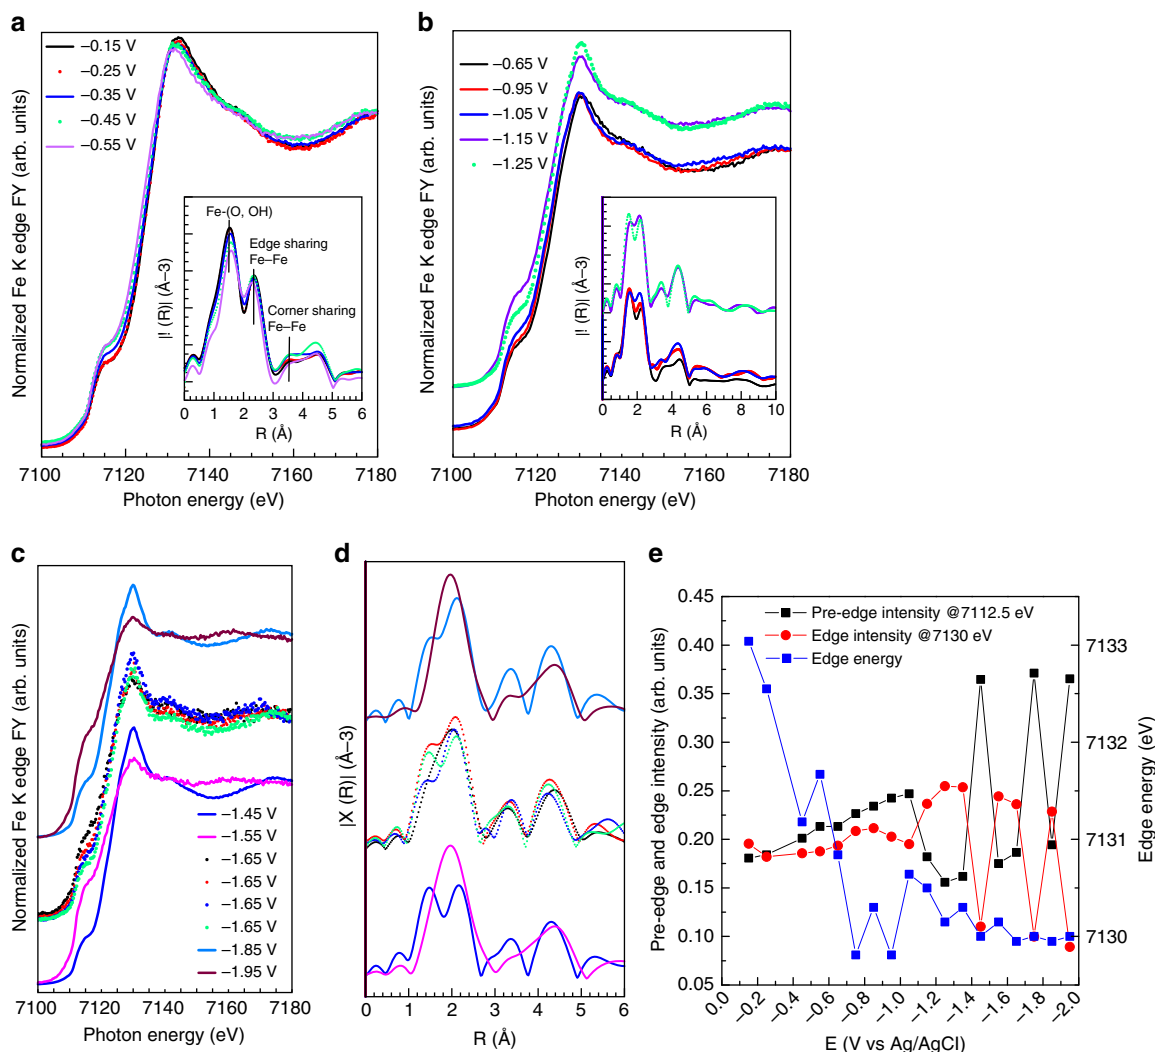 a
−0.15 V
−0.25 V
−0.35 V
−0.45 V
−0.55 V
Normalized Fe K edge FY (arb. units)
Fe-(O, OH)
Edge sharing
Fe–Fe
Corner sharing
Fe–Fe
|! (R)| (Å–3)
0 1 2 3 4 5 6
R (Å)
7100 7120 7140 7160 7180
Photon energy (eV)
b
−0.65 V
−0.95 V
−1.05 V
−1.15 V
−1.25 V
Normalized Fe K edge FY (arb. units)
|! (R)| (Å–3)
0 2 4 6 8 10
R (Å)
7100 7120 7140 7160 7180
Photon energy (eV)
c
Normalized Fe K edge FY (arb. units)
−1.45 V
−1.55 V
−1.65 V
−1.65 V
−1.65 V
−1.65 V
−1.85 V
−1.95 V
7100 7120 7140 7160 7180
Photon energy (eV)
d
|X (R)| (Å–3)
0 1 2 3 4 5 6
R (Å)
e
Pre-edge intensity @7112.5 eV
Edge intensity @7130 eV
Edge energy
Pre-edge and edge intensity (arb. units)
0.45
0.40
0.35
0.30
0.25
0.20
0.15
0.10
0.05
7133
7132
7131
7130
Edge energy (eV)
0.0 −0.2 −0.4 −0.6 −0.8 −1.0 −1.2 −1.4 −1.6 −1.8 −2.0
E (V vs Ag/AgCl)